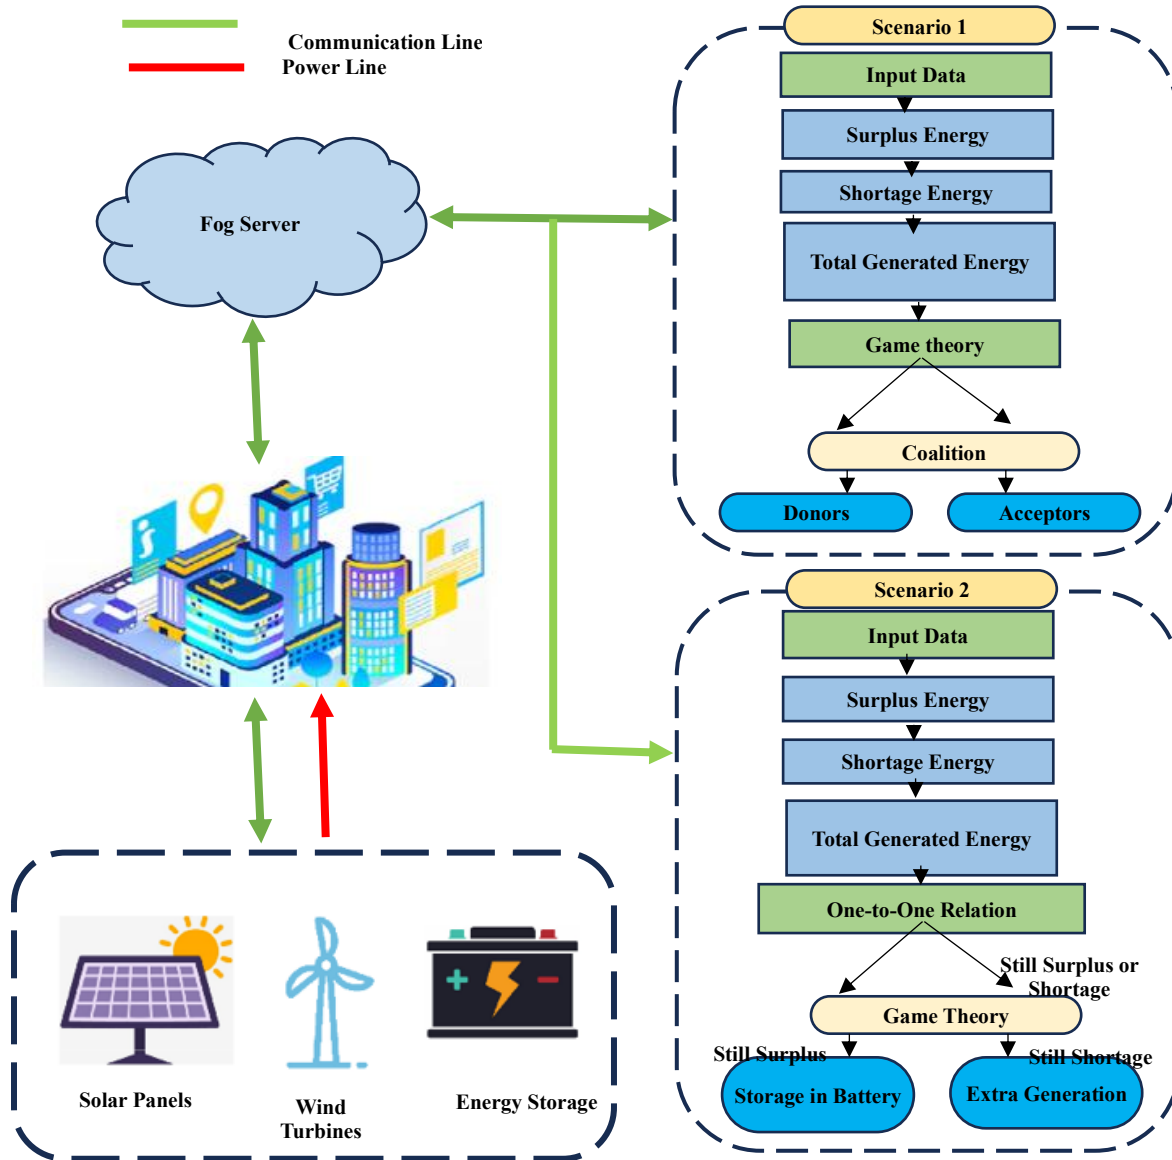 Communication Line
Power Line
Fog Server
Solar Panels
Wind
Turbines
Energy Storage
Scenario 1
Input Data
Surplus Energy
Shortage Energy
Total Generated Energy
Game theory
Coalition
Donors
Acceptors
Scenario 2
Input Data
Surplus Energy
Shortage Energy
Total Generated Energy
One-to-One Relation
Still Surplus or
Shortage
Game Theory
Still Surplus
Still Shortage
Storage in Battery
Extra Generation